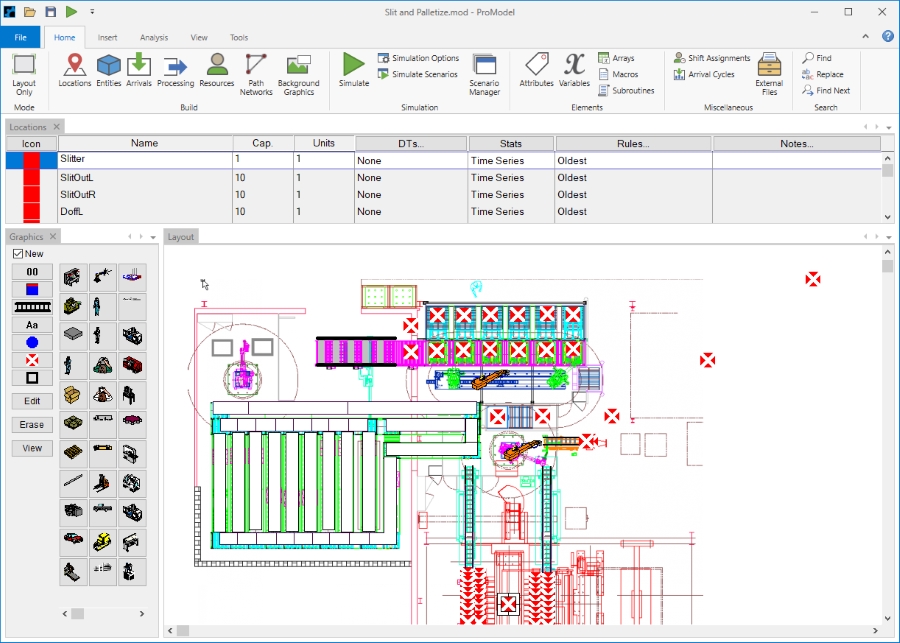 Slit and Palletize.mod - ProModel
File Home Insert Analysis View Tools
Layout Only
Locations
Entities
Arrivals
Processing
Resources
Path Networks
Background Graphics
Simulate
Simulation Options
Simulate Scenarios
Scenario Manager
Attributes
Variables
Arrays
Macros
Subroutines
Shift Assignments
Arrival Cycles
External Files
Find
Replace
Find Next
Mode Build Simulation Elements Miscellaneous Search
Locations
Icon Name Cap. Units DTs... Stats Rules... Notes...
Slitter 1 1 None Time Series Oldest
SlitOutL 10 1 None Time Series Oldest
SlitOutR 10 1 None Time Series Oldest
DoffL 10 1 None Time Series Oldest
Graphics
Layout
New
00
Aa
Edit
Erase
View